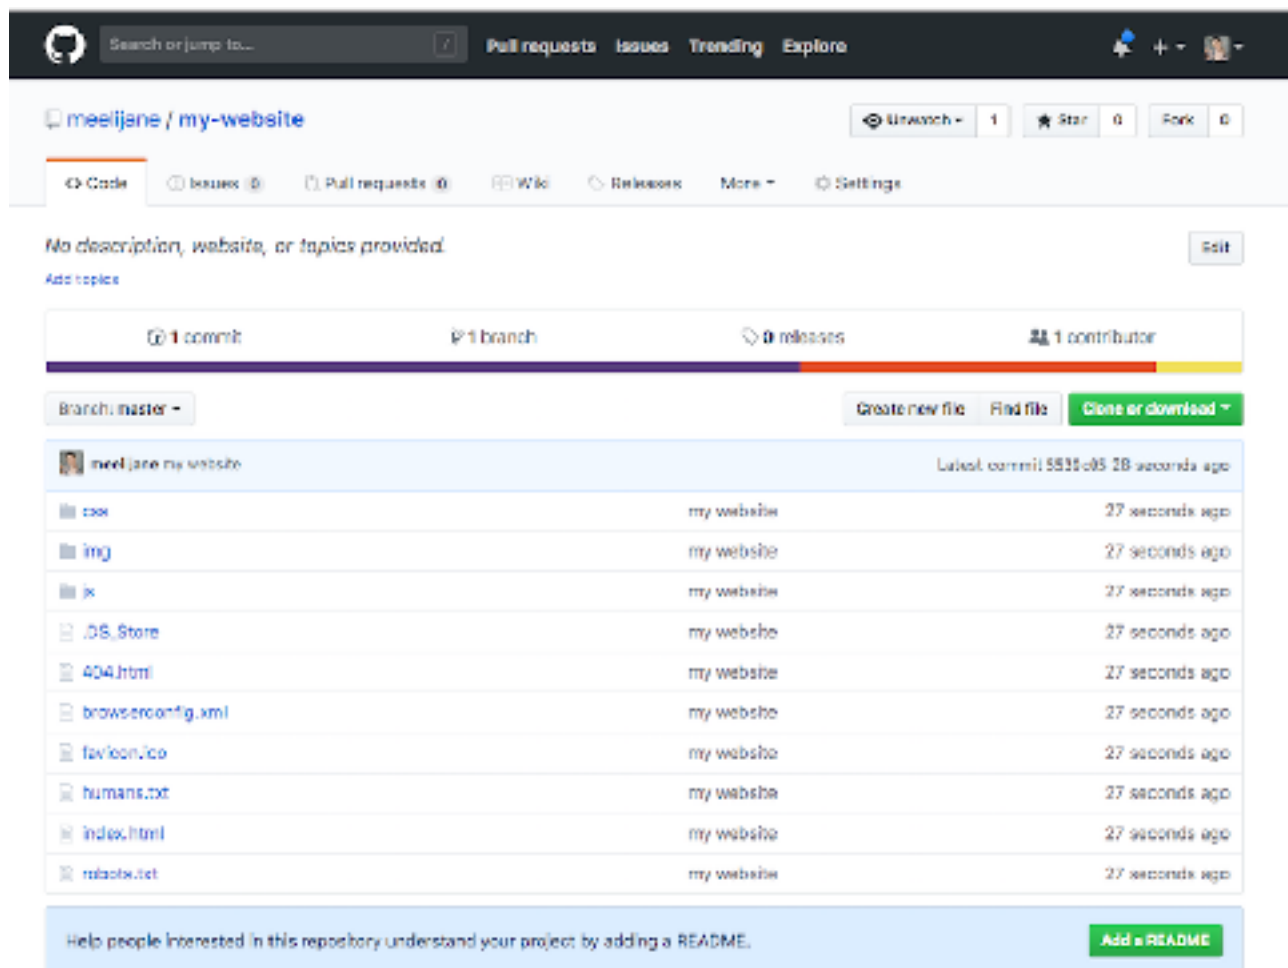 Search or jump to... / Pull requests Issues Trending Explore
meelijane / my-website Unwatch 1 Star 0 Fork 0
Code Issues 0 Pull requests 0 Wiki Releases More Settings
No description, website, or topics provided. Edit
Add topics
1 commit 1 branch 0 releases 1 contributor
Branch: master Create new file Find file Clone or download
meelijane my website Latest commit 28 seconds ago
css my website 27 seconds ago
img my website 27 seconds ago
js my website 27 seconds ago
.DS_Store my website 27 seconds ago
404.html my website 27 seconds ago
browserconfig.xml my website 27 seconds ago
favicon.ico my website 27 seconds ago
humans.txt my website 27 seconds ago
index.html my website 27 seconds ago
robots.txt my website 27 seconds ago
Help people interested in this repository understand your project by adding a README. Add a README